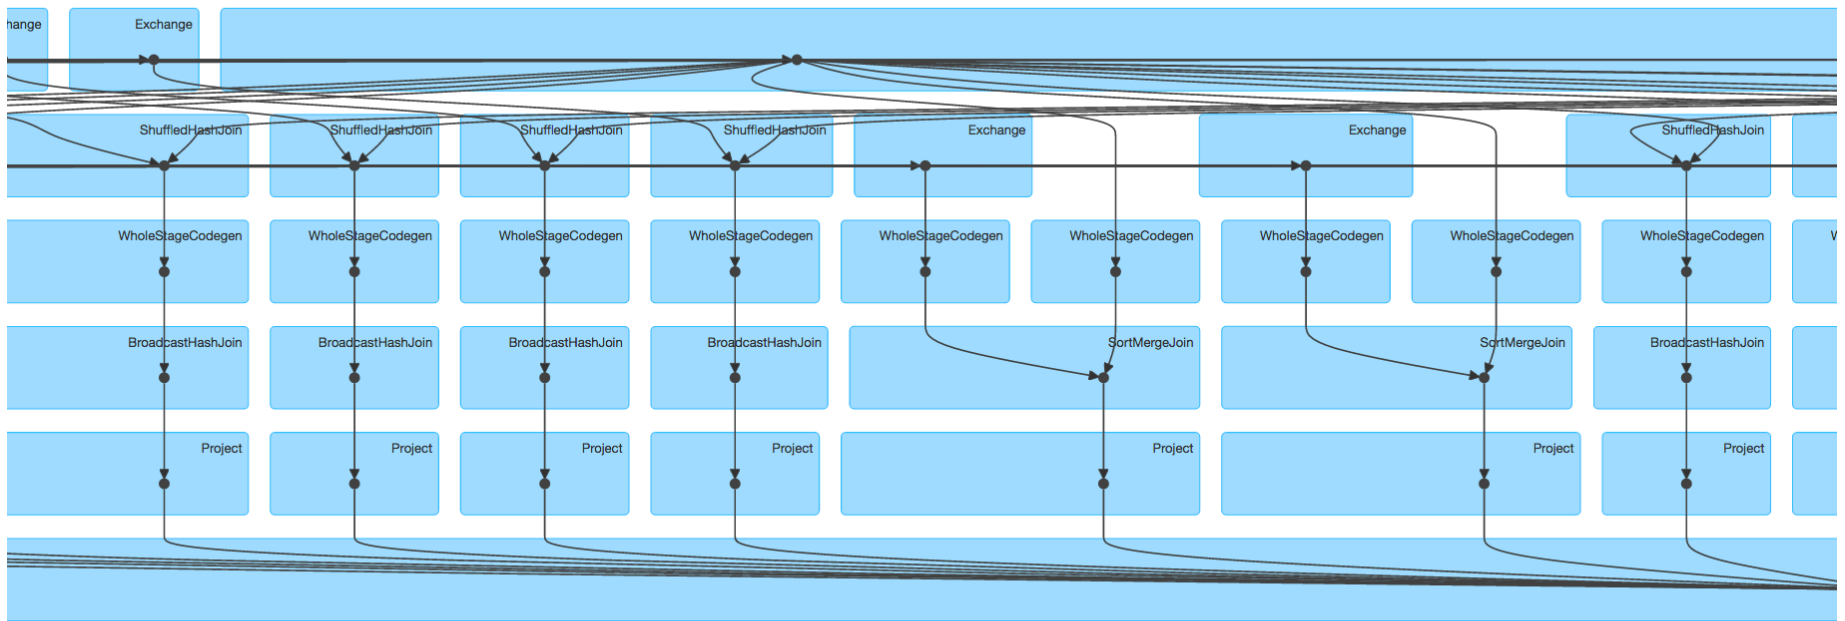 hange
Exchange
ShuffledHashJoin
ShuffledHashJoin
ShuffledHashJoin
ShuffledHashJoin
Exchange
Exchange
ShuffledHashJoin
WholeStageCodegen
WholeStageCodegen
WholeStageCodegen
WholeStageCodegen
WholeStageCodegen
WholeStageCodegen
WholeStageCodegen
WholeStageCodegen
WholeStageCodegen
BroadcastHashJoin
BroadcastHashJoin
BroadcastHashJoin
BroadcastHashJoin
SortMergeJoin
SortMergeJoin
BroadcastHashJoin
Project
Project
Project
Project
Project
Project
Project